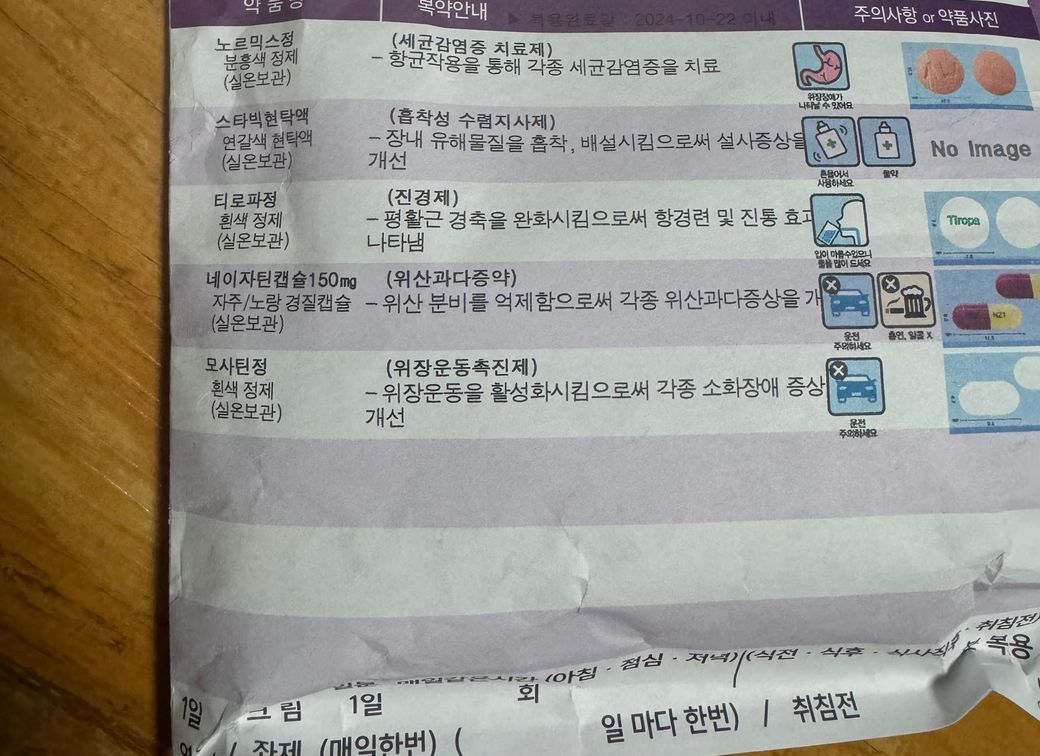 약 품 명 복약안내 ▶ 복용완료일 : 2024-10-22 이내 주의사항 or 약품사진
노르믹스정 (세균감염증 치료제)
분홍색 정제 - 항균작용을 통해 각종 세균감염증을 치료
(실온보관)
위장장애가
나타날 수 있어요
스타빅현탁액 (흡착성 수렴지사제)
연갈색 현탁액 - 장내 유해물질을 흡착, 배설시킴으로써 설사증상을
(실온보관) 개선
흔들어서
사용하세요
물약
No Image
티로파정 (진경제)
흰색 정제 - 평활근 경축을 완화시킴으로써 항경련 및 진통 효과
(실온보관) 나타냄
입이 마를수있으니
물을 많이 드세요
Tiropa
네이자틴캡슐150mg (위산과다증약)
자주/노랑 경질캡슐 - 위산 분비를 억제함으로써 각종 위산과다증상을 개
(실온보관)
운전
주의하세요
흡연, 알콜 X
NZT
모사틴정 (위장운동촉진제)
흰색 정제 - 위장운동을 활성화시킴으로써 각종 소화장애 증상
(실온보관) 개선
운전
주의하세요
(아침 · 점심 · 저녁) (식전 · 식후 · 취침전
복용
1일 크림 1일 회
일 마다 한번) / 취침전
/ 좌제 (매일한번) (